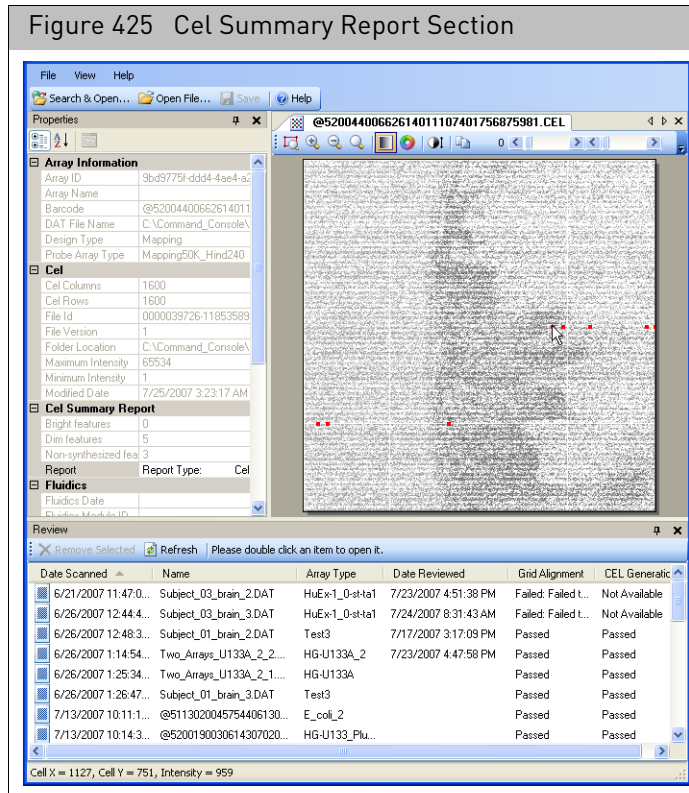 Figure 425 Cel Summary Report Section
File View Help
Search & Open... Open File... Save Help
Properties
@52004400662614011107401756875981.CEL
0
Array Information
Array ID 9bd9775f-ddd4-4ae4-a2
Array Name
Barcode @52004400662614011
DAT File Name C:\Command_Console\
Design Type Mapping
Probe Array Type Mapping50K_Hind240
Cel
Cel Columns 1600
Cel Rows 1600
File Id 0000039726-11853589
File Version 1
Folder Location C:\Command_Console\
Maximum Intensity 65534
Minimum Intensity 1
Modified Date 7/25/2007 3:23:17 AM
Cel Summary Report
Bright features 0
Dim features 5
Non-synthesized fea 3
Report Report Type: Cel
Fluidics
Fluidics Date
Fluidics Module ID
Review
Remove Selected Refresh Please double click an item to open it.
Date Scanned Name Array Type Date Reviewed Grid Alignment CEL Generatic
6/21/2007 11:47:0... Subject_03_brain_2.DAT HuEx-1_0-st-ta1 7/23/2007 4:51:38 PM Failed: Failed t... Not Available
6/26/2007 12:44:4... Subject_03_brain_3.DAT HuEx-1_0-st-ta1 7/24/2007 8:31:43 AM Failed: Failed t... Not Available
6/26/2007 12:48:3... Subject_01_brain_2.DAT Test3 7/17/2007 3:17:09 PM Passed Passed
6/26/2007 1:14:54... Two_Arrays_U133A_2_2.... HG-U133A_2 7/23/2007 4:47:58 PM Passed Passed
6/26/2007 1:25:34... Two_Arrays_U133A_2_1.... HG-U133A Passed Passed
6/26/2007 1:26:47... Subject_01_brain_3.DAT Test3 Passed Passed
7/13/2007 10:11:1... @5113020045754406130... E_coli_2 Passed Passed
7/13/2007 10:14:3... @5200190030614307020... HG-U133_Plu... Passed Passed
Cell X = 1127, Cell Y = 751, Intensity = 959